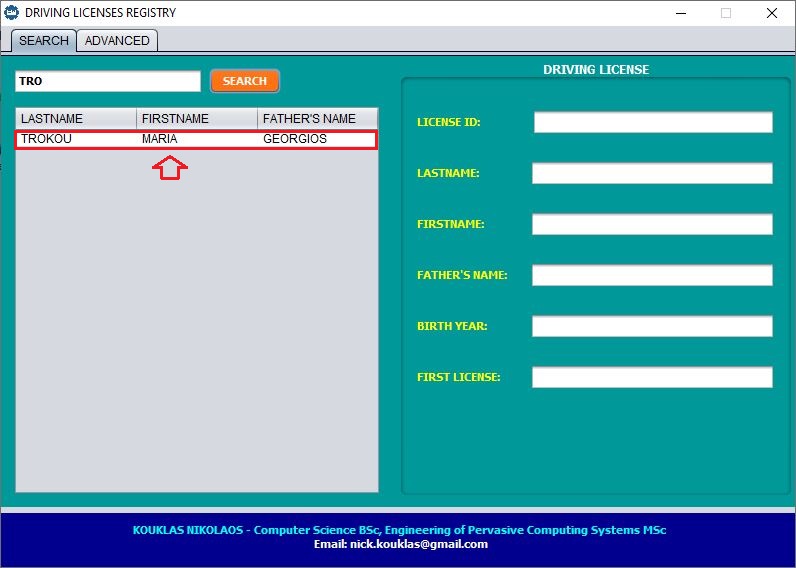 DRIVING LICENSES REGISTRY
SEARCH ADVANCED
TRO SEARCH
LASTNAME FIRSTNAME FATHER'S NAME
TROKOU MARIA GEORGIOS
DRIVING LICENSE
LICENSE ID:
LASTNAME:
FIRSTNAME:
FATHER'S NAME:
BIRTH YEAR:
FIRST LICENSE:
KOUKLAS NIKOLAOS - Computer Science BSc, Engineering of Pervasive Computing Systems MSc
Email: nick.kouklas@gmail.com